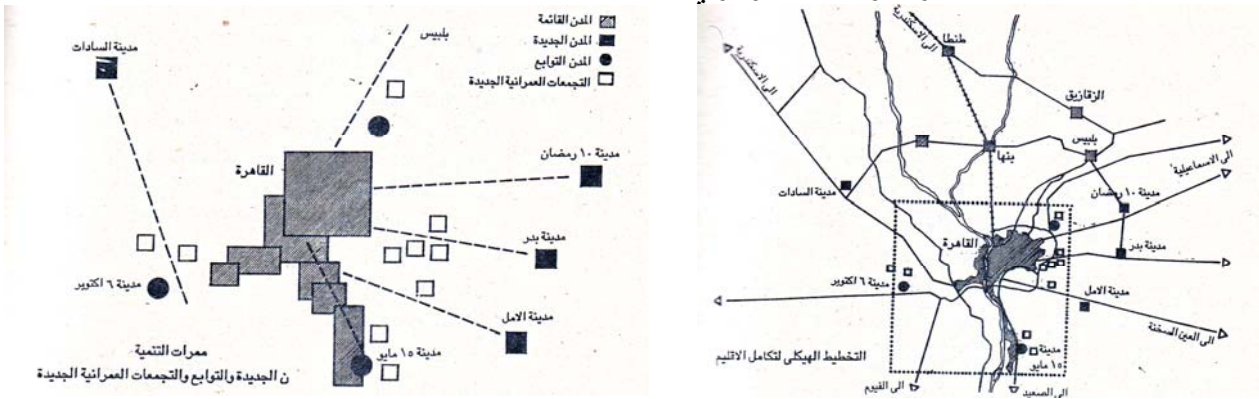 المدن القائمة
المدن الجديدة
المدن التوابع
التجمعات العمرانية الجديدة
بلبيس
مدينة السادات
القاهرة
مدينة ١٠ رمضان
مدينة بدر
مدينة ٦ اكتوبر
مدينة الامل
مدينة ١٥ مايو
ممرات التنمية
ن الجديدة والتوابع والتجمعات العمرانية الجديدة
الى الاسكندرية
طنطا
الى الاسكندرية
الزقازيق
بلبيس
بنها
الى الاسماعيلية
مدينة ١٠ رمضان
مدينة السادات
القاهرة
مدينة بدر
مدينة ٦ اكتوبر
مدينة الامل
الى العين السخنة
التخطيط الهيكلى لتكامل الاقليم
مدينة
١٥ مايو
الى الفيوم
الى الصعيد